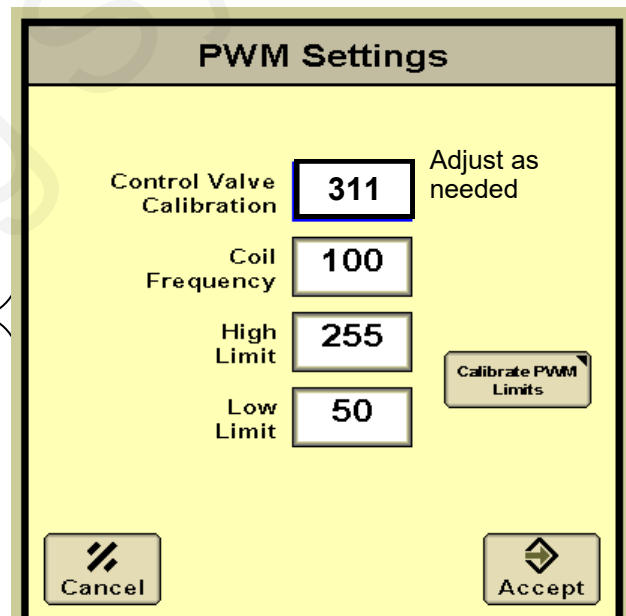 PWM Settings
Control Valve
Calibration
311
Adjust as
needed
Coil
Frequency
100
High
Limit
255
Calibrate PWM
Limits
Low
Limit
50
Cancel
Accept